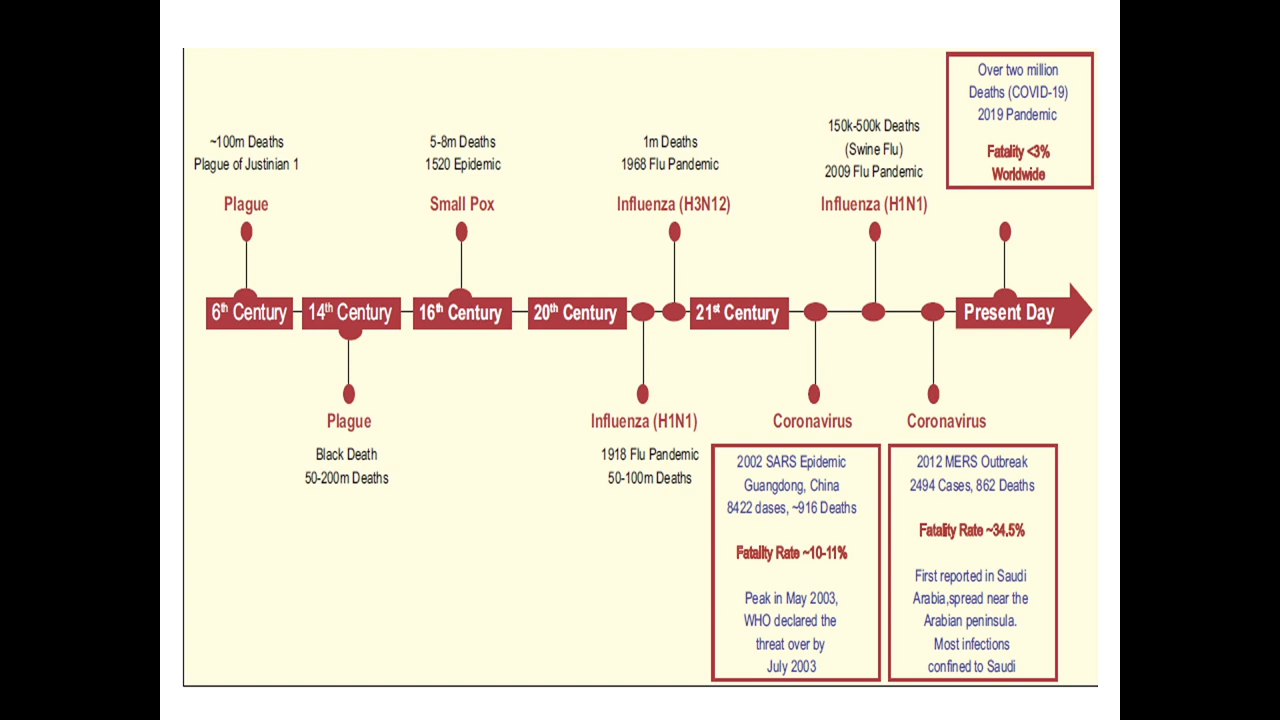 Over two million
Deaths (COVID-19)
2019 Pandemic
Fatality <3%
Worldwide
~100m Deaths
Plague of Justinian 1
Plague
5-8m Deaths
1520 Epidemic
Small Pox
1m Deaths
1968 Flu Pandemic
Influenza (H3N12)
150k-500k Deaths
(Swine Flu)
2009 Flu Pandemic
Influenza (H1N1)
6th Century
14th Century
16th Century
20th Century
21st Century
Present Day
Plague
Black Death
50-200m Deaths
Influenza (H1N1)
1918 Flu Pandemic
50-100m Deaths
Coronavirus
2002 SARS Epidemic
Guangdong, China
8422 dases, ~916 Deaths
Fatality Rate ~10-11%
Peak in May 2003,
WHO declared the
threat over by
July 2003
Coronavirus
2012 MERS Outbreak
2494 Cases, 862 Deaths
Fatality Rate ~34.5%
First reported in Saudi
Arabia,spread near the
Arabian peninsula.
Most infections
confined to Saudi